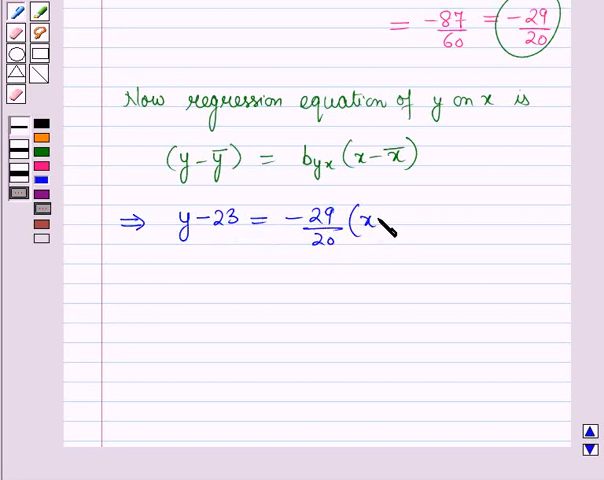 = -87/60 = -29/20
Now regression equation of y on x is
(y - y̅) = byx (x - x̅)
⇒ y - 23 = -29/20 (x